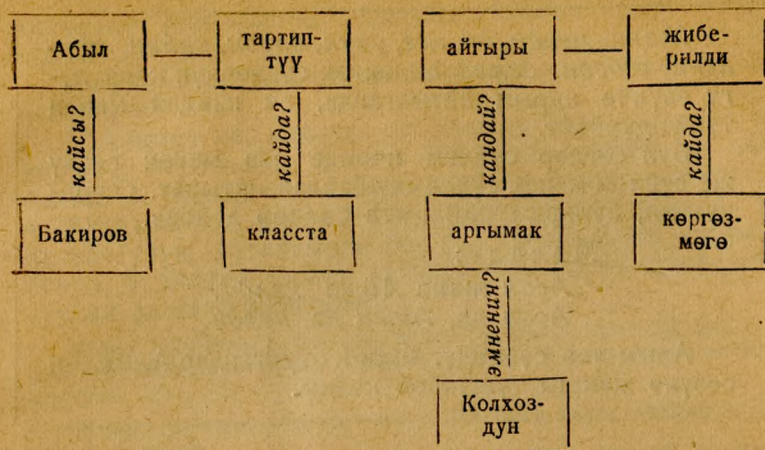 Абыл
тартип-
түү
айгыры
жибе-
рилди
кайсы?
кайда?
кандай?
кайда?
Бакиров
класста
аргымак
көргөз-
мөгө
эмненин?
Колхоз-
дун